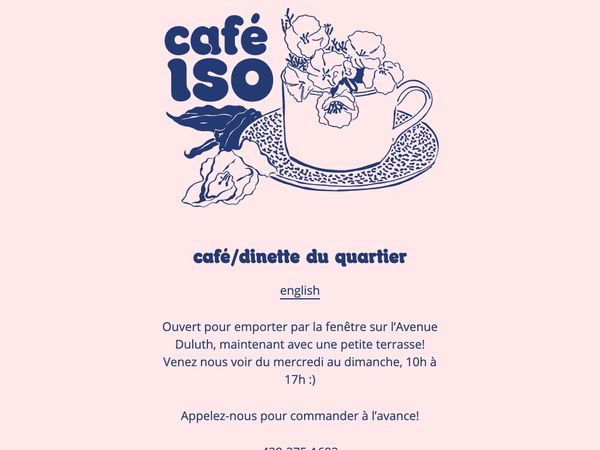 café
ISO
café/dinette du quartier
english
Ouvert pour emporter par la fenêtre sur l'Avenue
Duluth, maintenant avec une petite terrasse!
Venez nous voir du mercredi au dimanche, 10h à
17h :)
Appelez-nous pour commander à l'avance!